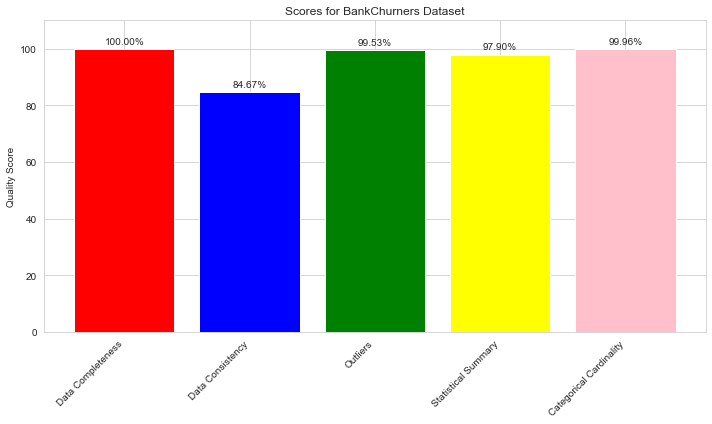 Scores for BankChurners Dataset
100.00%
84.67%
99.53%
97.90%
99.96%
Quality Score
100
80
60
40
20
0
Data Completeness
Data Consistency
Outliers
Statistical Summary
Categorical Cardinality